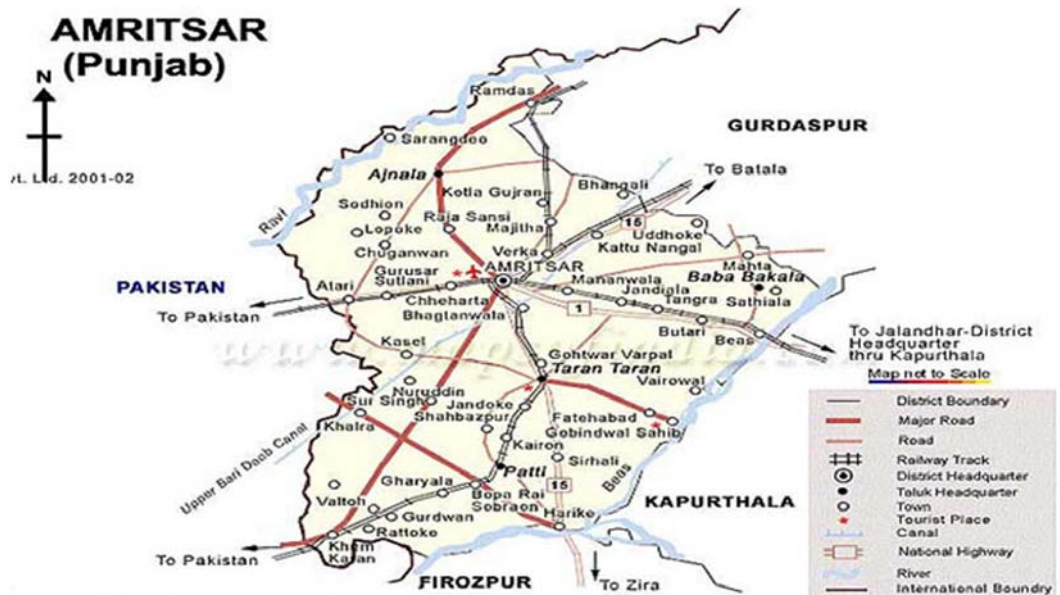 AMRITSAR
(Punjab)
N
Ltd. 2001-02
Ramdas
GURDASPUR
Sarangdeo
Ajnala
To Batala
Kotla Gujran
Bhangali
Sodhion
Ravi
Raja Sansi
15
Lopoke
Majitha
Uddhoke
Kattu Nangal
Chuganwan
Verka
Mahta
Gurusar
AMRITSAR
Baba Bakala
PAKISTAN
Atari
Sutlani
Mananwala
Jandigla
Sathiala
Chheharta
Tangra
To Pakistan
Bhagtanwala
1
Butari
Beas
To Jalandhar-District
Headquarter
thru Kapurthala
Kasel
Gohtwar Varpal
Map not to Scale
Taran Taran
Vairowal
Nuruddin
District Boundary
Sur Singh
Jandoke
Major Road
Shahbazpur
Fatehabad
Khalra
Gobindwal Sahib
Road
Kairon
Railway Track
Upper Bari Daob Canal
Sirhali
District Headquarter
Patti
Beas
Taluk Headquarter
Gharyala
15
KAPURTHALA
Town
Valtoh
Bopa Rai
Sobraon
Harike
Tourist Place
Gurdwan
Canal
Rattoke
National Highway
To Pakistan
Khem
Karan
River
FIROZPUR
To Zira
International Boundry